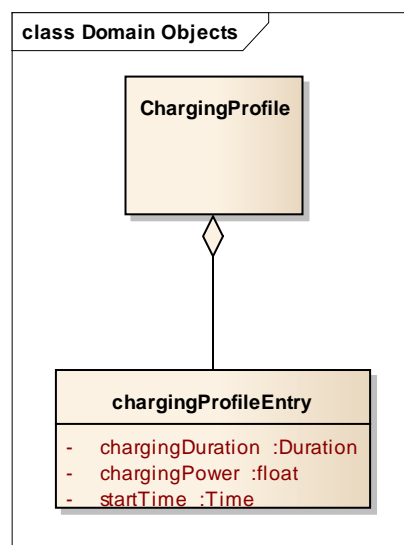 class Domain Objects
ChargingProfile
chargingProfileEntry
- chargingDuration :Duration
- chargingPower :float
- startTime :Time